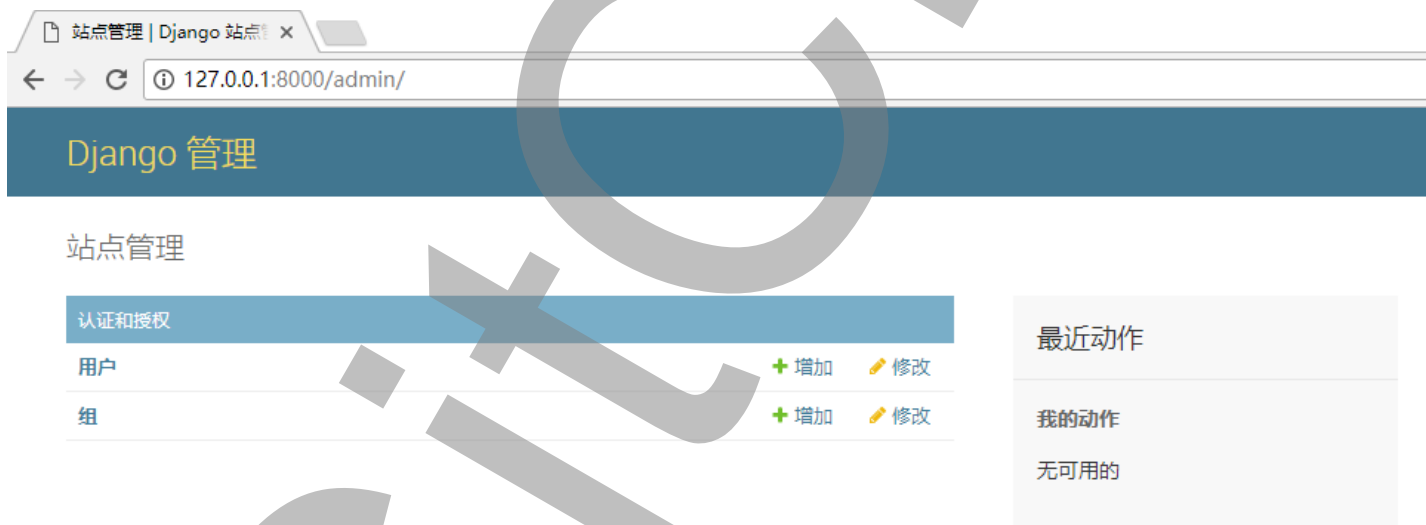 站点管理 | Django 站点
127.0.0.1:8000/admin/
Django 管理
站点管理
认证和授权
用户 增加 修改
组 增加 修改
最近动作
我的动作
无可用的